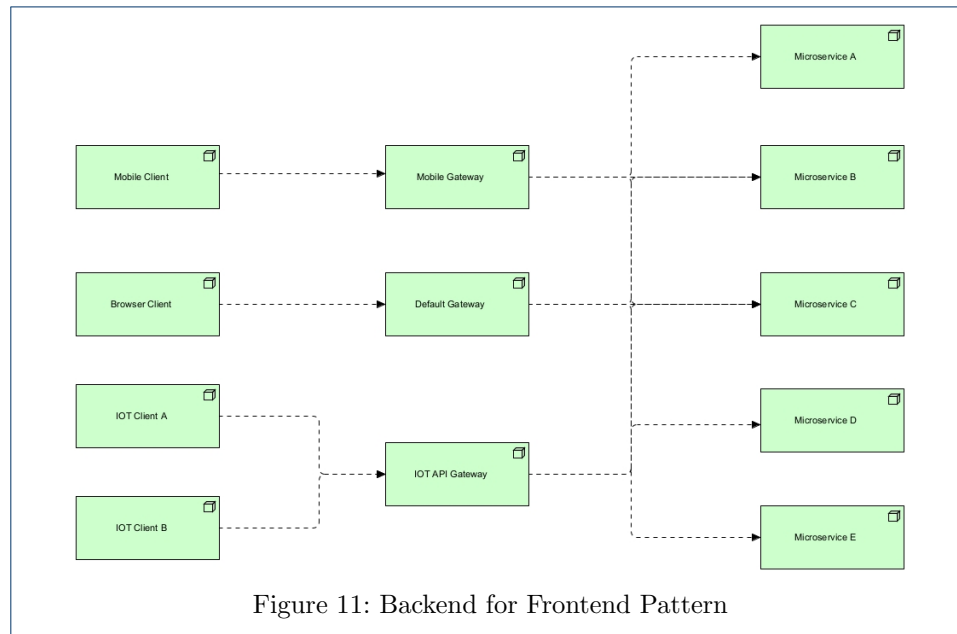 Microservice A
Mobile Client
Mobile Gateway
Microservice B
Browser Client
Default Gateway
Microservice C
IOT Client A
Microservice D
IOT API Gateway
IOT Client B
Microservice E
Figure 11: Backend for Frontend Pattern